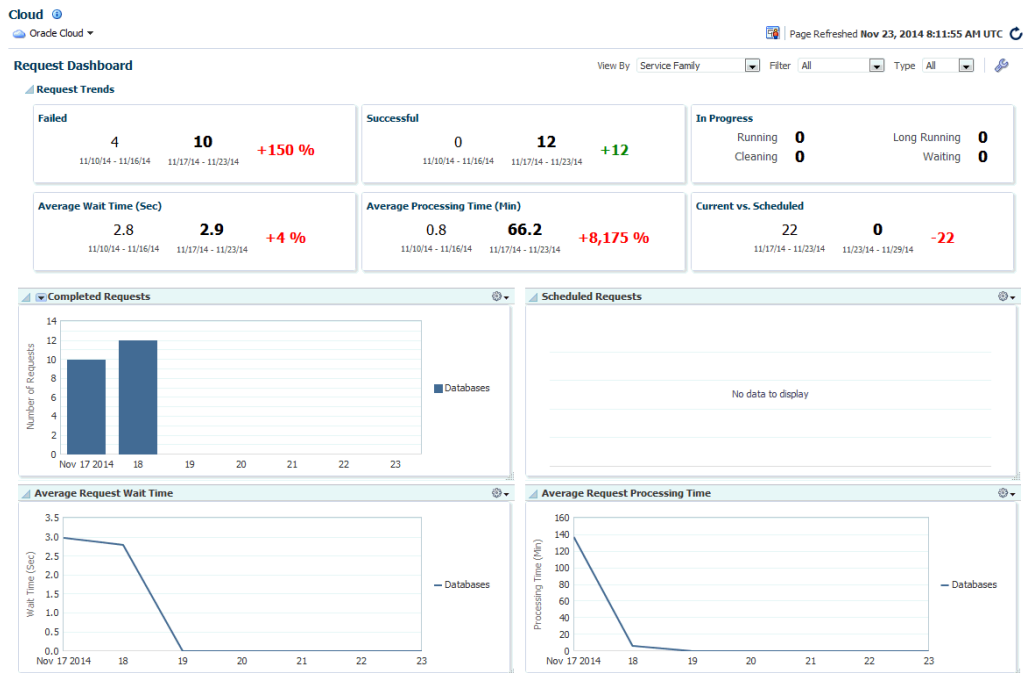 Cloud
Oracle Cloud
Page Refreshed Nov 23, 2014 8:11:55 AM UTC
Request Dashboard
View By Service Family Filter All Type All
Request Trends
Failed
4 10 +150 %
11/10/14 - 11/16/14 11/17/14 - 11/23/14
Successful
0 12 +12
11/10/14 - 11/16/14 11/17/14 - 11/23/14
In Progress
Running 0 Long Running 0
Cleaning 0 Waiting 0
Average Wait Time (Sec)
2.8 2.9 +4 %
11/10/14 - 11/16/14 11/17/14 - 11/23/14
Average Processing Time (Min)
0.8 66.2 +8,175 %
11/10/14 - 11/16/14 11/17/14 - 11/23/14
Current vs. Scheduled
22 0 -22
11/17/14 - 11/23/14 11/23/14 - 11/29/14
Completed Requests
Number of Requests
14
12
10
8
6
4
2
0
Nov 17 2014 18 19 20 21 22 23
Databases
Scheduled Requests
No data to display
Average Request Wait Time
Wait Time (Sec)
3.5
3.0
2.5
2.0
1.5
1.0
0.5
0.0
Nov 17 2014 18 19 20 21 22 23
Databases
Average Request Processing Time
Processing Time (Min)
160
140
120
100
80
60
40
20
0
Nov 17 2014 18 19 20 21 22 23
Databases